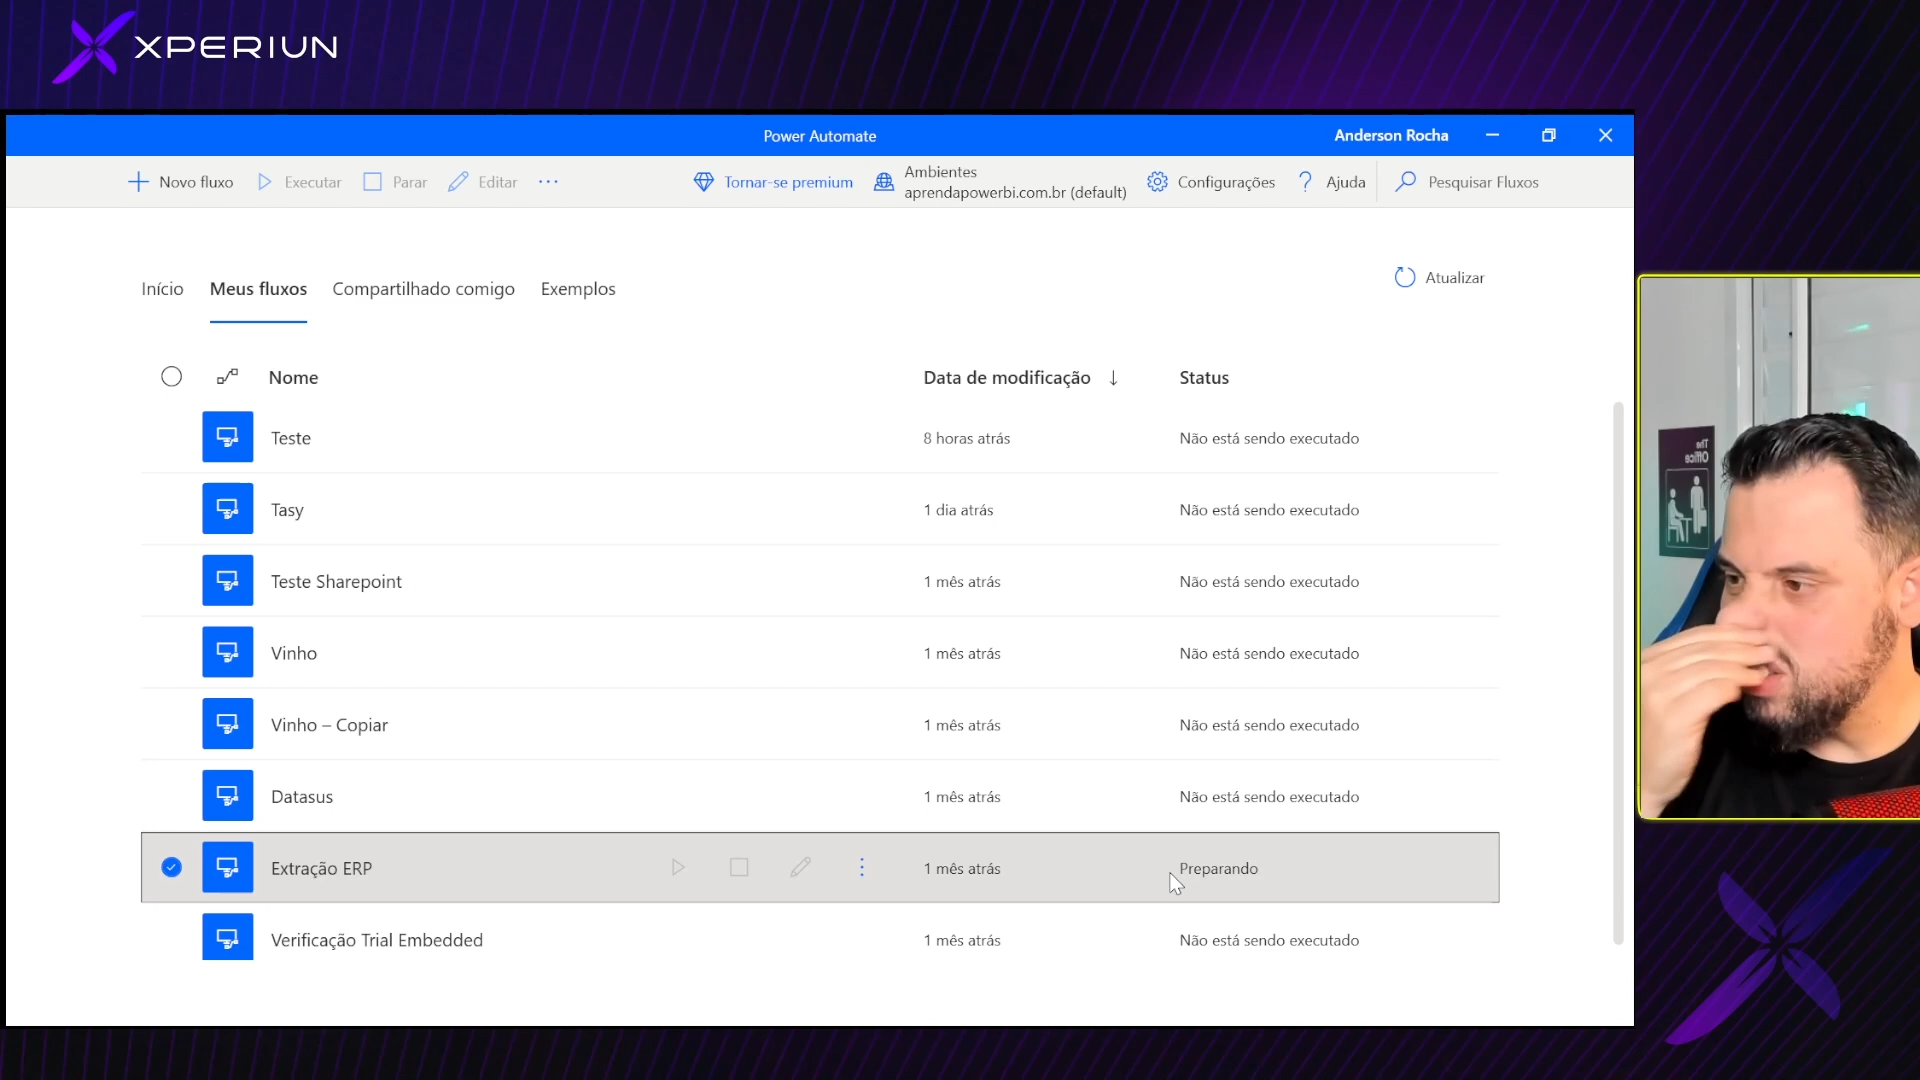 XPERIUN
Power Automate
Anderson Rocha
Novo fluxo
Executar
Parar
Editar
Tornar-se premium
Ambientes
aprendapowerbi.com.br (default)
Configurações
Ajuda
Pesquisar Fluxos
Início
Meus fluxos
Compartilhado comigo
Exemplos
Atualizar
Nome
Data de modificação
Status
Teste
8 horas atrás
Não está sendo executado
Tasy
1 dia atrás
Não está sendo executado
Teste Sharepoint
1 mês atrás
Não está sendo executado
Vinho
1 mês atrás
Não está sendo executado
Vinho – Copiar
1 mês atrás
Não está sendo executado
Datasus
1 mês atrás
Não está sendo executado
Extração ERP
1 mês atrás
Preparando
Verificação Trial Embedded
1 mês atrás
Não está sendo executado
The
Office